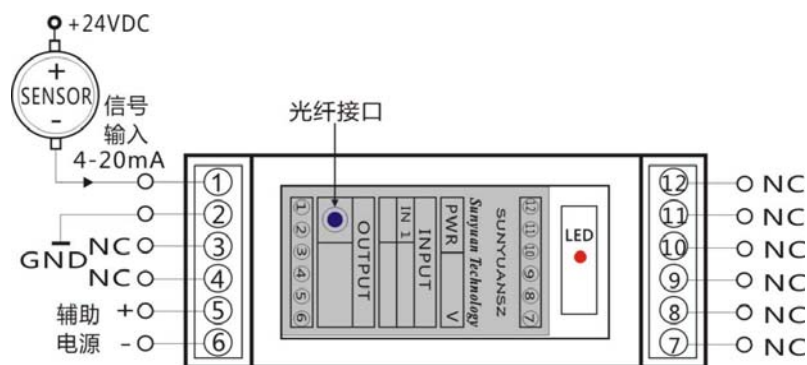 +24VDC
+
SENSOR
-
信号
输入
4-20mA
光纤接口
GND
NC
NC
辅助 +
电源 -
①
②
③
④
⑤
⑥
① ② ③ ④ ⑤ ⑥
OUTPUT
IN 1
INPUT
PWR V
Sunyuan Technology
SUNYUANSZ
⑫ ⑪ ⑩ ⑨ ⑧ ⑦
LED
⑫ NC
⑪ NC
⑩ NC
⑨ NC
⑧ NC
⑦ NC